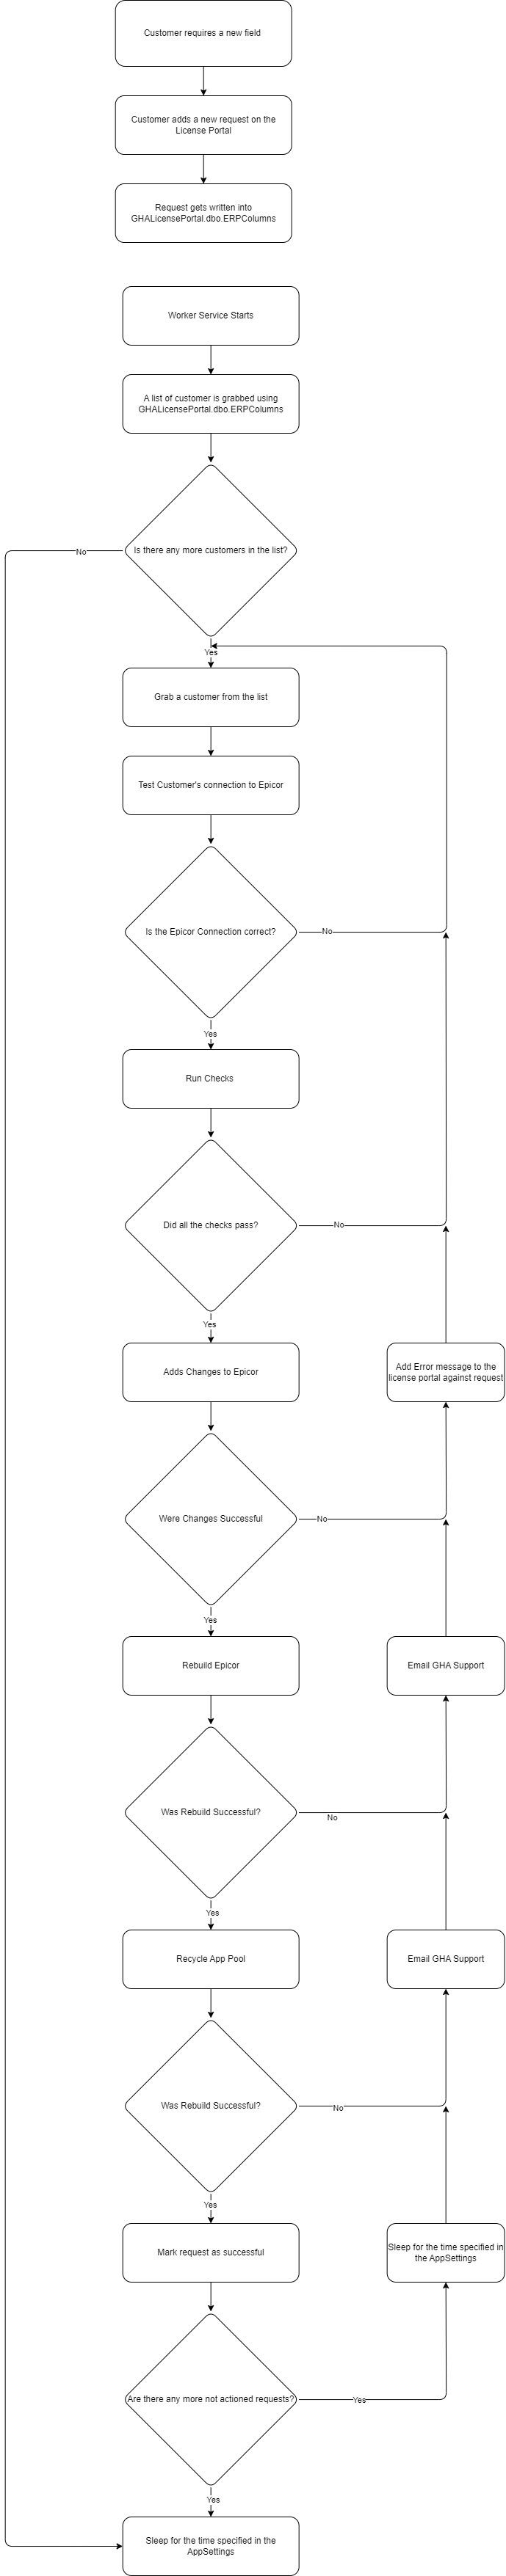 Customer requires a new field
Customer adds a new request on the
License Portal
Request gets written into
GHALicensePortal.dbo.ERPColumns
Worker Service Starts
A list of customer is grabbed using
GHALicensePortal.dbo.ERPColumns
Is there any more customers in the list?
No
Yes
Grab a customer from the list
Test Customer's connection to Epicor
Is the Epicor Connection correct?
No
Yes
Run Checks
Did all the checks pass?
No
Yes
Adds Changes to Epicor
Add Error message to the
license portal against request
Were Changes Successful
No
Yes
Rebuild Epicor
Email GHA Support
Was Rebuild Successful?
No
Yes
Recycle App Pool
Email GHA Support
Was Rebuild Successful?
No
Yes
Mark request as successful
Sleep for the time specified in
the AppSettings
Are there any more not actioned requests?
Yes
Yes
Sleep for the time specified in the
AppSettings